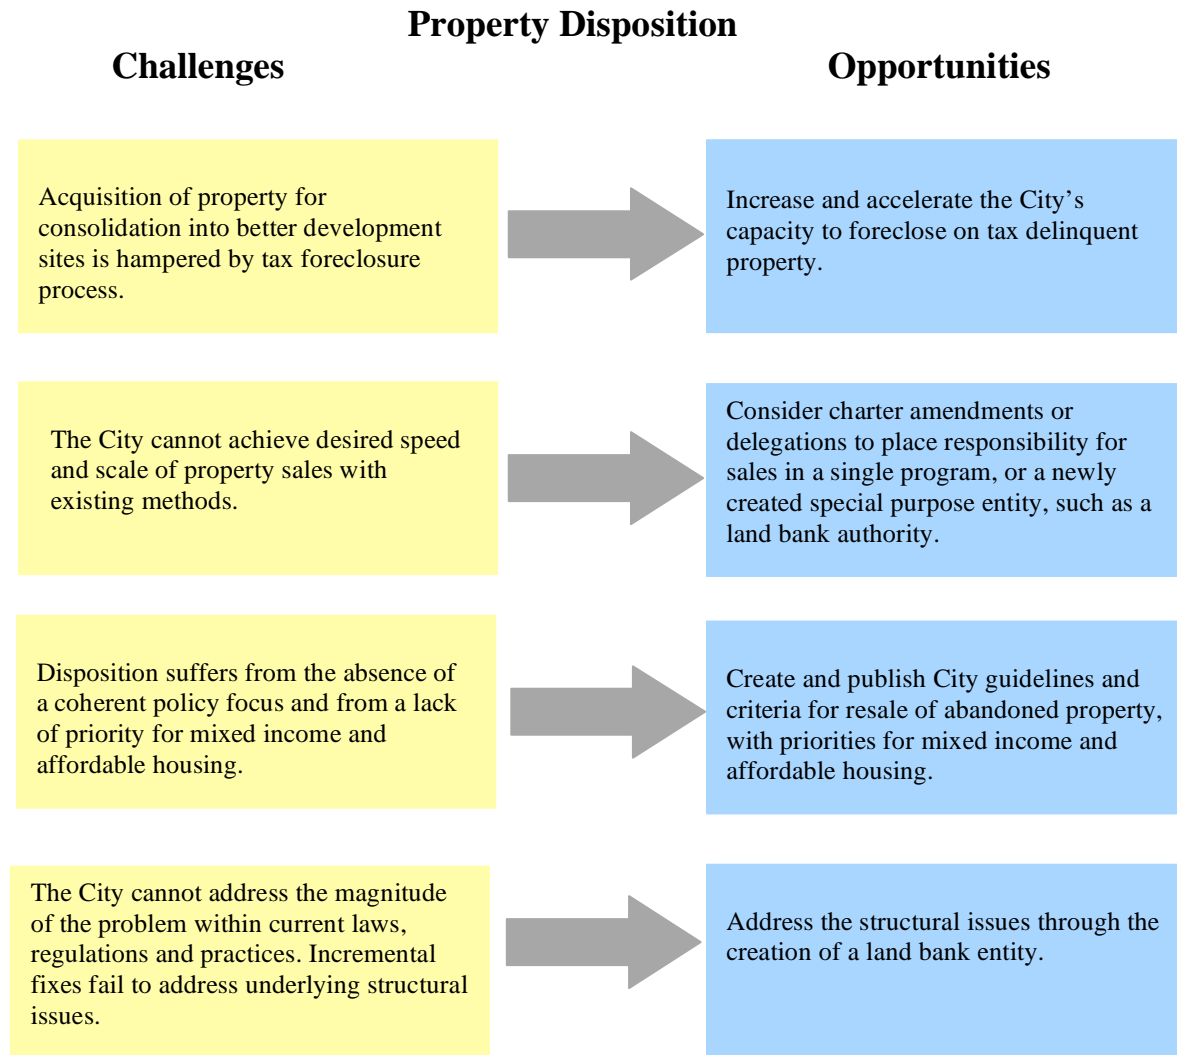 Property Disposition
Challenges
Opportunities
Acquisition of property for
consolidation into better development
sites is hampered by tax foreclosure
process.
Increase and accelerate the City’s
capacity to foreclose on tax delinquent
property.
The City cannot achieve desired speed
and scale of property sales with
existing methods.
Consider charter amendments or
delegations to place responsibility for
sales in a single program, or a newly
created special purpose entity, such as a
land bank authority.
Disposition suffers from the absence of
a coherent policy focus and from a lack
of priority for mixed income and
affordable housing.
Create and publish City guidelines and
criteria for resale of abandoned property,
with priorities for mixed income and
affordable housing.
The City cannot address the magnitude
of the problem within current laws,
regulations and practices. Incremental
fixes fail to address underlying structural
issues.
Address the structural issues through the
creation of a land bank entity.